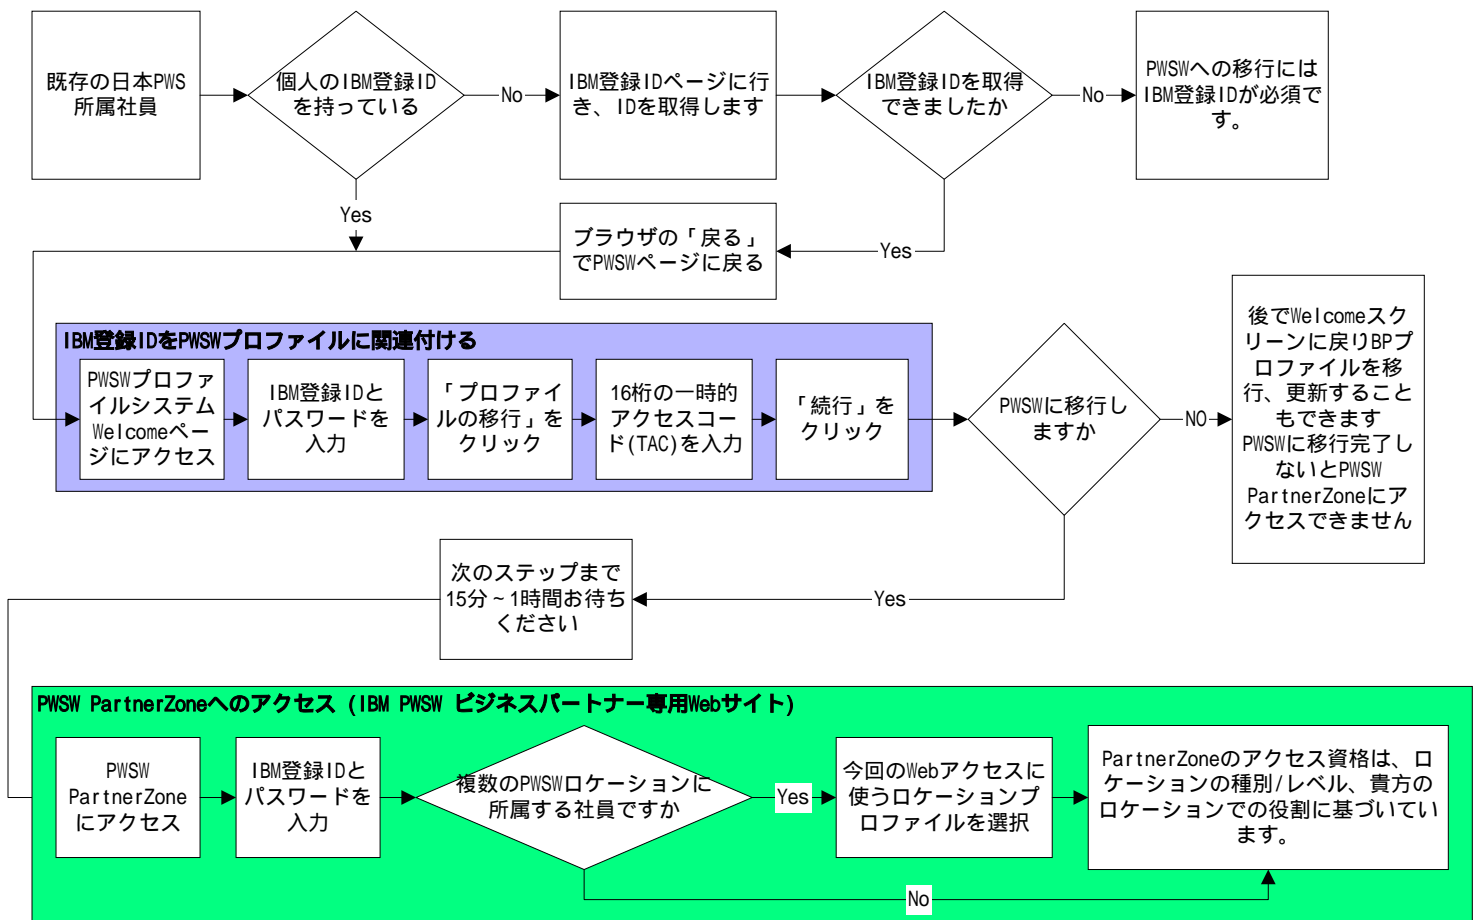 既存の日本PWS
所属社員
個人のIBM登録ID
を持っている
No
IBM登録IDページに行
き、IDを取得します
IBM登録IDを取得
できましたか
No
PWSWへの移行には
IBM登録IDが必須で
す。
Yes
ブラウザの「戻る」
でPWSWページに戻る
Yes
IBM登録IDをPWSWプロファイルに関連付ける
PWSWプロファ
イルシステム
Welcomeペー
ジにアクセス
IBM登録IDと
パスワードを
入力
「プロファイ
ルの移行」を
クリック
16桁の一時的
アクセスコー
ド(TAC)を入力
「続行」を
クリック
PWSWに移行し
ますか
NO
後でWelcomeスク
リーンに戻りBPプ
ロファイルを移
行、更新すること
もできます
PWSWに移行完了し
ないとPWSW
PartnerZoneにア
クセスできません
次のステップまで
15分~1時間お待ち
ください
Yes
PWSW PartnerZoneへのアクセス (IBM PWSW ビジネスパートナー専用Webサイト)
PWSW
PartnerZone
にアクセス
IBM登録IDと
パスワードを
入力
複数のPWSWロケーションに
所属する社員ですか
Yes
今回のWebアクセスに
使うロケーションプ
ロファイルを選択
PartnerZoneのアクセス資格は、ロ
ケーションの種別/レベル、貴方の
ロケーションでの役割に基づいてい
ます。
No